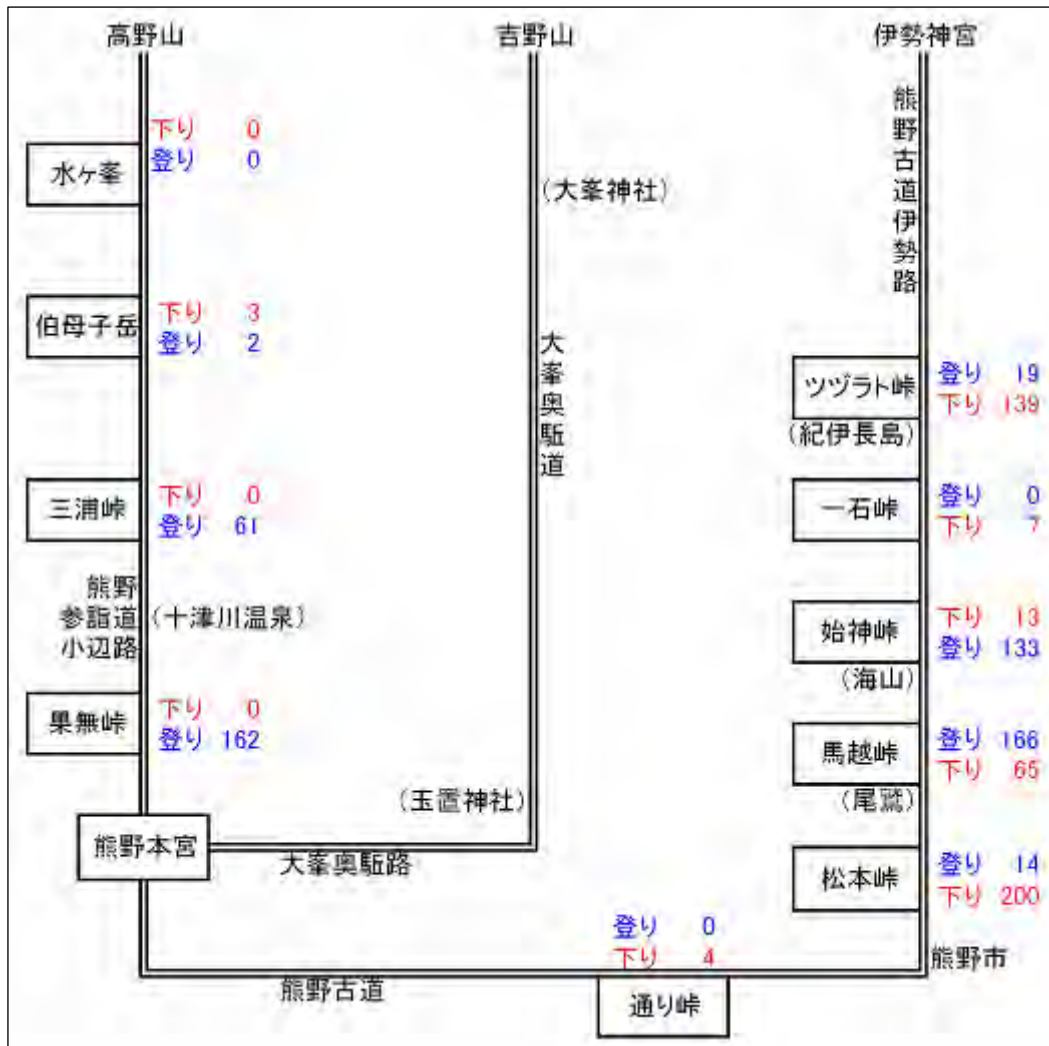 高野山
吉野山
伊勢神宮
熊野古道伊勢路
下り 0
登り 0
水ヶ峯
(大峯神社)
伯母子岳
下り 3
登り 2
大峯奥駈道
ツヅラト峠
登り 19
下り 139
(紀伊長島)
三浦峠
下り 0
登り 61
一石峠
登り 0
下り 7
熊野
参詣道
小辺路
(十津川温泉)
始神峠
下り 13
登り 133
(海山)
果無峠
下り 0
登り 162
馬越峠
登り 166
下り 65
(尾鷲)
(玉置神社)
熊野本宮
大峯奥駈路
松本峠
登り 14
下り 200
登り 0
下り 4
熊野市
熊野古道
通り峠